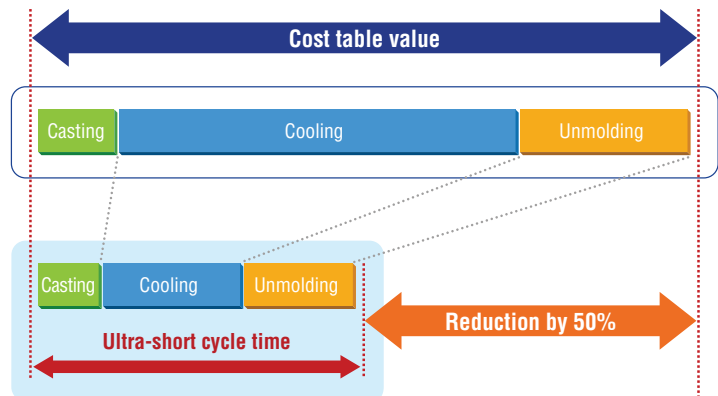 Cost table value
Casting
Cooling
Unmolding
Casting
Cooling
Unmolding
Ultra-short cycle time
Reduction by 50%